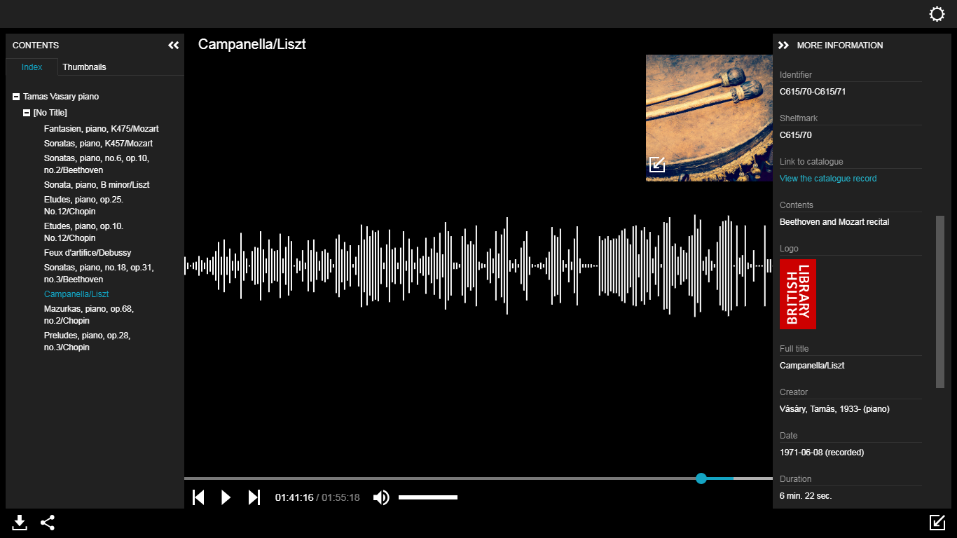 CONTENTS
Index
Thumbnails
Tamas Vasary piano
[No Title]
Fantasien, piano, K475/Mozart
Sonatas, piano, K457/Mozart
Sonatas, piano, no.6, op.10,
no.2/Beethoven
Sonata, piano, B minor/Liszt
Etudes, piano, op.25.
No.12/Chopin
Etudes, piano, op.10.
No.12/Chopin
Feux d'artifice/Debussy
Sonatas, piano, no.18, op.31,
no.3/Beethoven
Campanella/Liszt
Mazurkas, piano, op.68,
no.2/Chopin
Preludes, piano, op.28,
no.3/Chopin
Campanella/Liszt
01:41:16 / 01:55:18
MORE INFORMATION
Identifier
C615/70-C615/71
Shelfmark
C615/70
Link to catalogue
View the catalogue record
Contents
Beethoven and Mozart recital
Logo
BRITISH
LIBRARY
Full title
Campanella/Liszt
Creator
Vásáry, Tamás, 1933- (piano)
Date
1971-06-08 (recorded)
Duration
6 min. 22 sec.